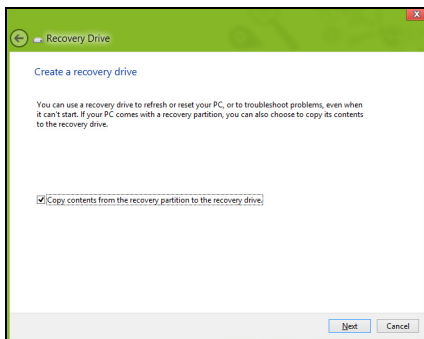 Recovery Drive
Create a recovery drive
You can use a recovery drive to refresh or reset your PC, or to troubleshoot problems, even when
it can't start. If your PC comes with a recovery partition, you can also choose to copy its contents
to the recovery drive.
Copy contents from the recovery partition to the recovery drive.
Next Cancel